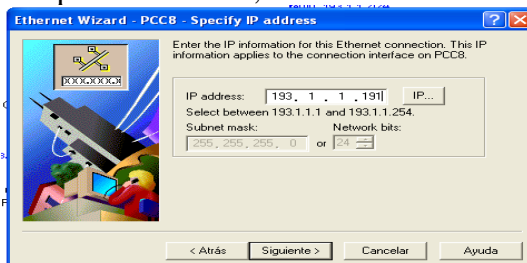 Ethernet Wizard - PCC8 - Specify IP address
Enter the IP information for this Ethernet connection. This IP
information applies to the connection interface on PCC8.
IP address: 193 . 1 . 1 .191 IP...
Select between 193.1.1.1 and 193.1.1.254.
Subnet mask: Network bits:
255 . 255 . 255 . 0 or 24
< Atrás Siguiente > Cancelar Ayuda